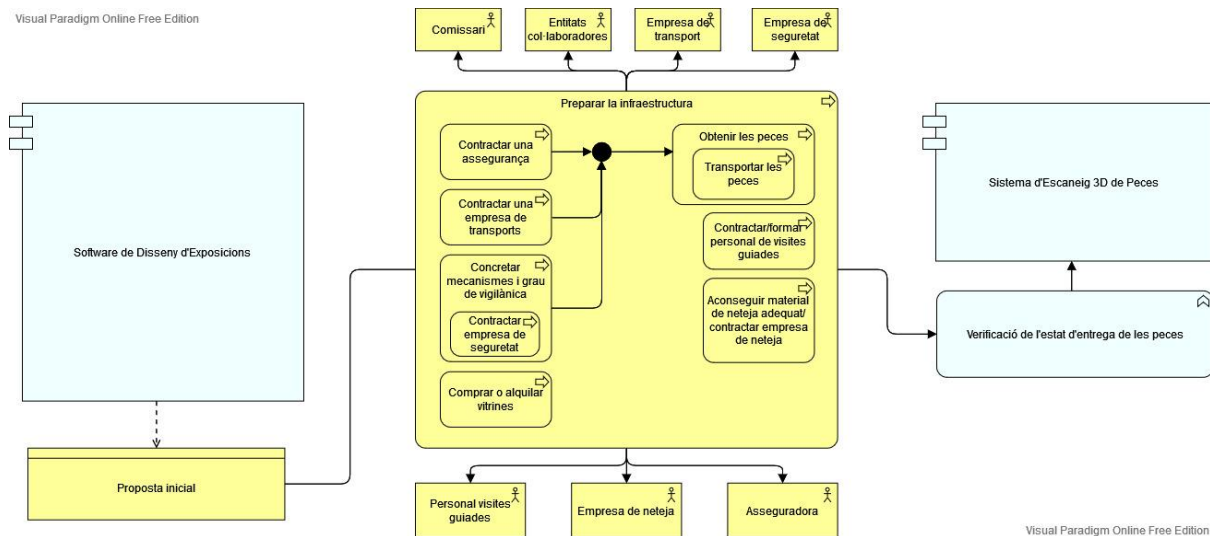 Visual Paradigm Online Free Edition
Comissari
Entitats
col·laboradores
Empresa de
transport
Empresa de
seguretat
Preparar la infraestructura
Contractar una
assegurança
Obtenir les peces
Transportar les
peces
Contractar una
empresa de
transports
Contractar/formar
personal de visites
guiades
Concretar
mecanismes i grau
de vigilànica
Contractar
empresa de
seguretat
Aconseguir material
de neteja adequat/
contractar empresa
de neteja
Comprar o alquilar
vitrines
Software de Disseny d'Exposicions
Proposta inicial
Sistema d'Escaneig 3D de Peces
Verificació de l'estat d'entrega de les peces
Personal visites
guiades
Empresa de neteja
Asseguradora
Visual Paradigm Online Free Edition